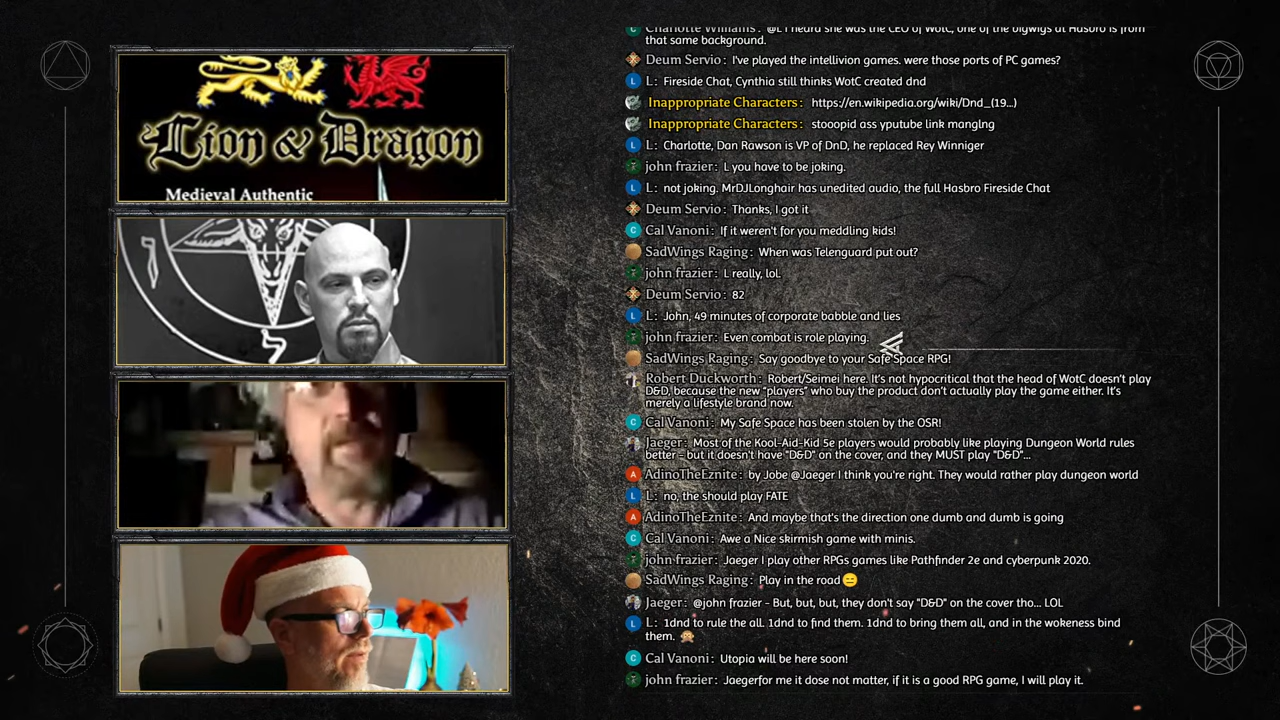 Lion & Dragon
Medieval Authentic
Charlotte Williams: @L I heard she was the CEO of WotC, one of the bigwigs at Hasbro is from
that same background.
Deum Servio: I've played the intellivion games. were those ports of PC games?
L: Fireside Chat, Cynthia still thinks WotC created dnd
Inappropriate Characters: https://en.wikipedia.org/wiki/Dnd_(19...)
Inappropriate Characters: stooopid ass yputube link manglng
L: Charlotte, Dan Rawson is VP of DnD, he replaced Rey Winniger
john frazier: L you have to be joking.
L: not joking. MrDJLonghair has unedited audio, the full Hasbro Fireside Chat
Deum Servio: Thanks, I got it
Cal Vanoni: If it weren't for you meddling kids!
SadWings Raging: When was Telenguard put out?
john frazier: L really, lol.
Deum Servio: 82
L: John, 49 minutes of corporate babble and lies
john frazier: Even combat is role playing.
SadWings Raging: Say goodbye to your Safe Space RPG!
Robert Duckworth: Robert/Seimei here. It's not hypocritical that the head of WotC doesn't play
D&D, because the new "players" who buy the product don't actually play the game either. It's
merely a lifestyle brand now.
Cal Vanoni: My Safe Space has been stolen by the OSR!
Jaeger: Most of the Kool-Aid-Kid 5e players would probably like playing Dungeon World rules
better - but it doesn't have "D&D" on the cover, and they MUST play "D&D"...
AdinoTheEznite: by Jobe @Jaeger I think you're right. They would rather play dungeon world
L: no, the should play FATE
AdinoTheEznite: And maybe that's the direction one dumb and dumb is going
Cal Vanoni: Awe a Nice skirmish game with minis.
john frazier: Jaeger I play other RPGs games like Pathfinder 2e and cyberpunk 2020.
SadWings Raging: Play in the road😑
Jaeger: @john frazier - But, but, but, they don't say "D&D" on the cover tho... LOL
L: 1dnd to rule the all. 1dnd to find them. 1dnd to bring them all, and in the wokeness bind
them. 🙈
Cal Vanoni: Utopia will be here soon!
john frazier: Jaegerfor me it dose not matter, if it is a good RPG game, I will play it.